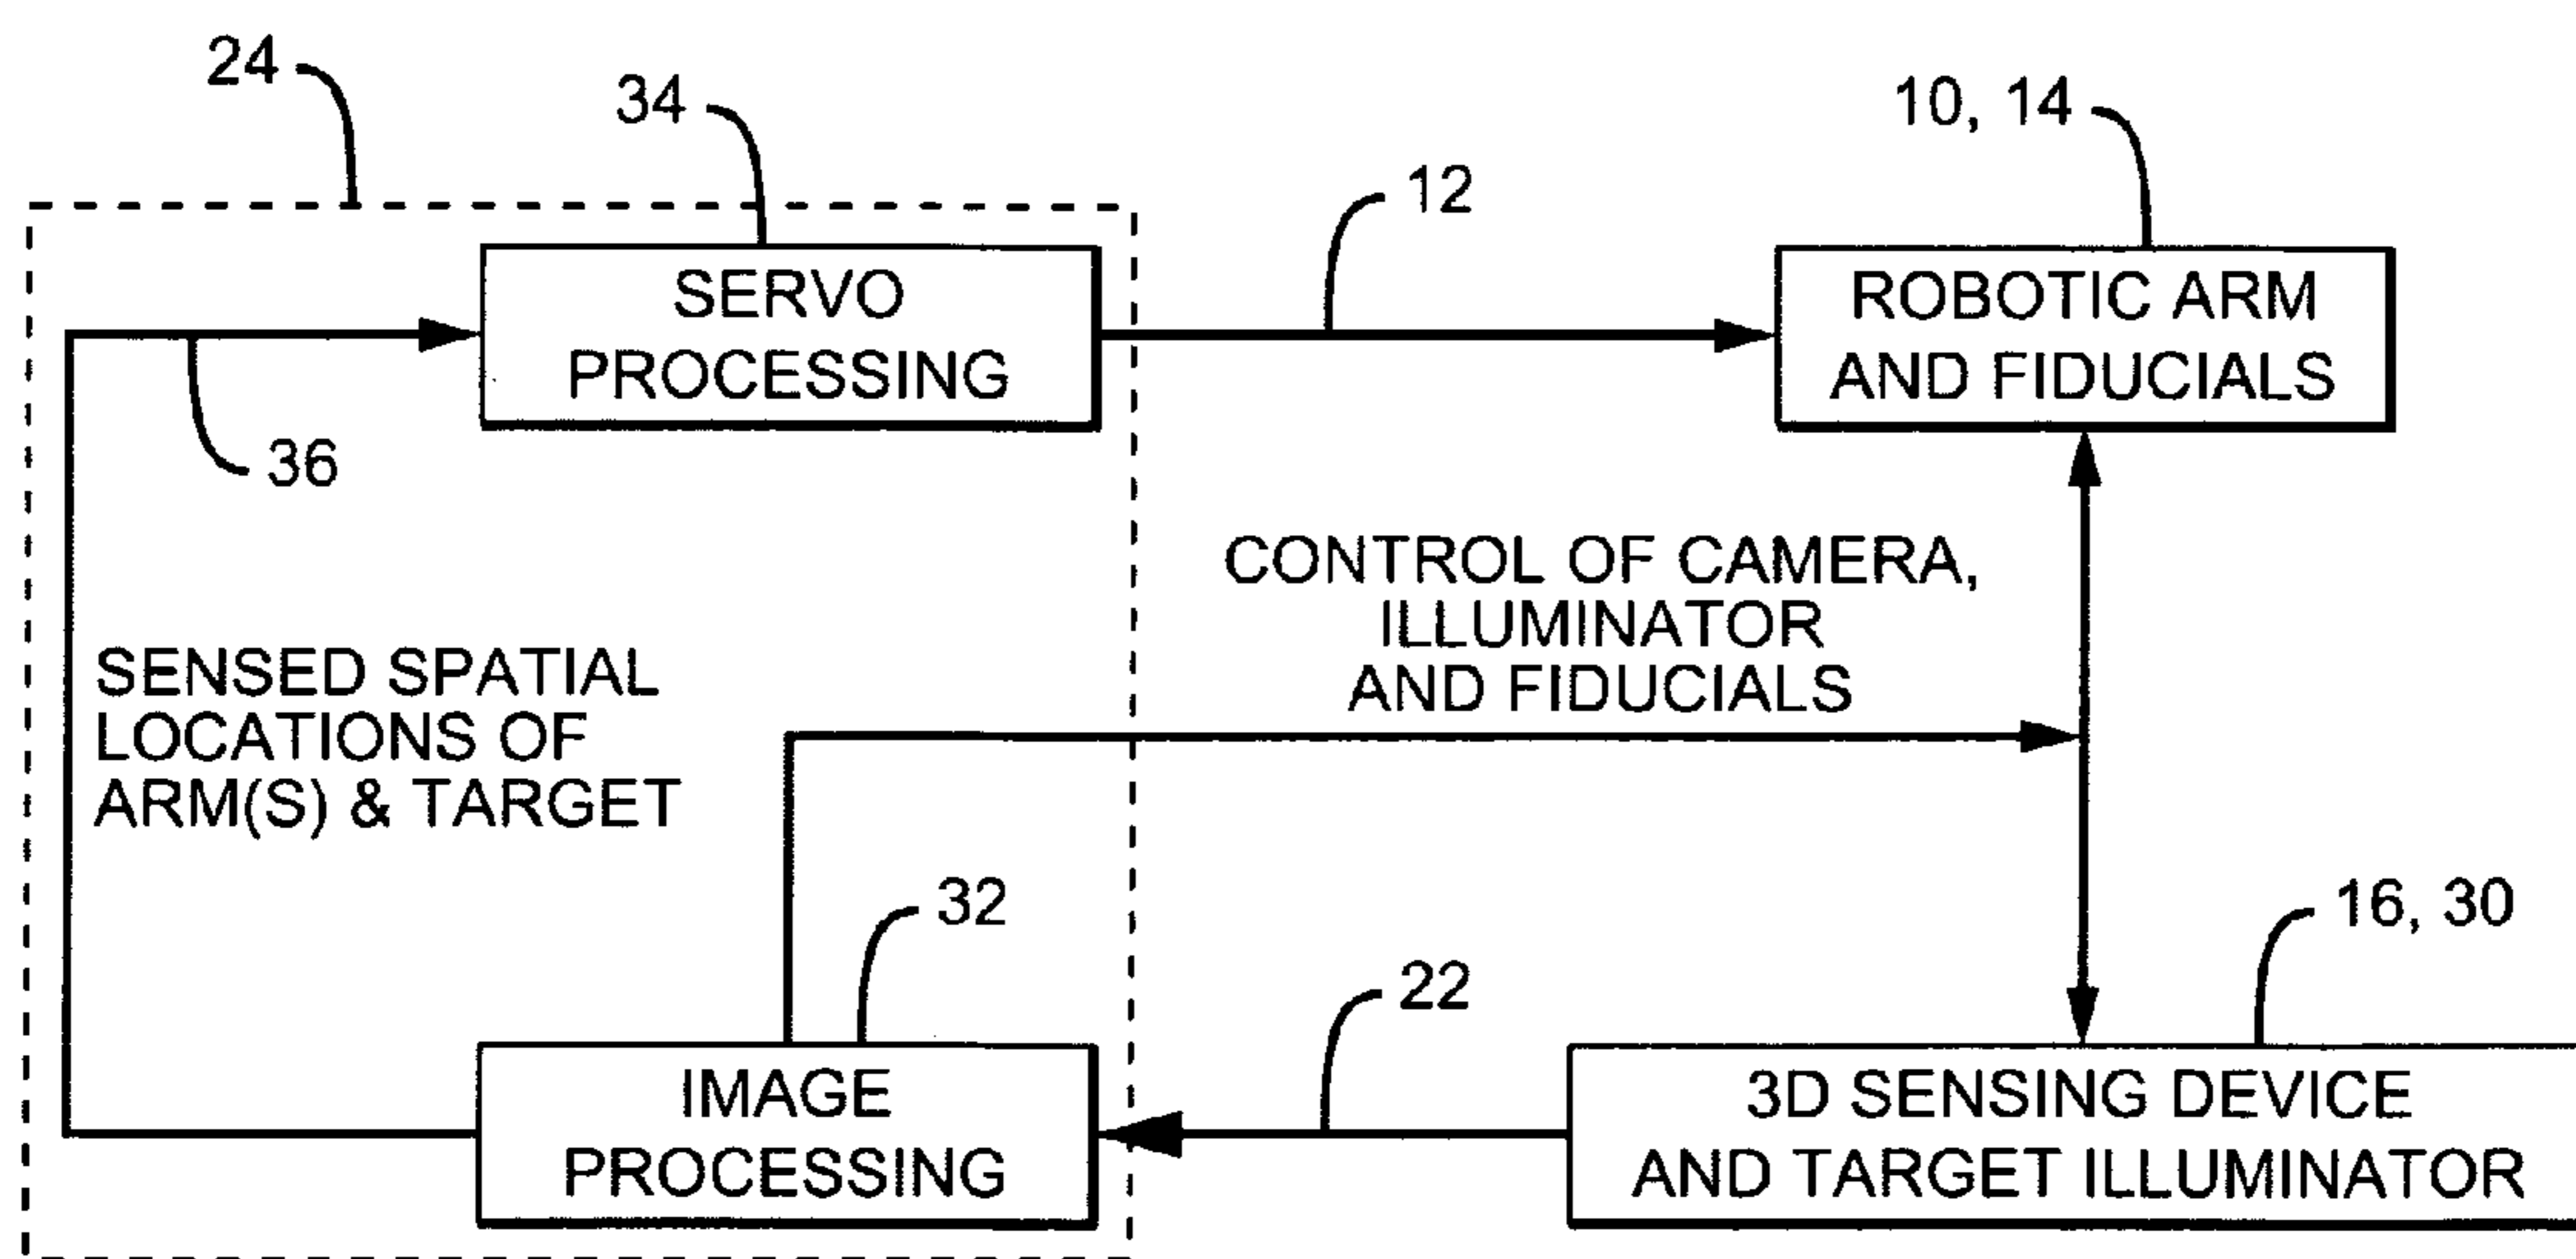 24
34
10, 14
12
SERVO
PROCESSING
ROBOTIC ARM
AND FIDUCIALS
36
CONTROL OF CAMERA,
ILLUMINATOR
AND FIDUCIALS
SENSED SPATIAL
LOCATIONS OF
ARM(S) & TARGET
32
16, 30
22
IMAGE
PROCESSING
3D SENSING DEVICE
AND TARGET ILLUMINATOR